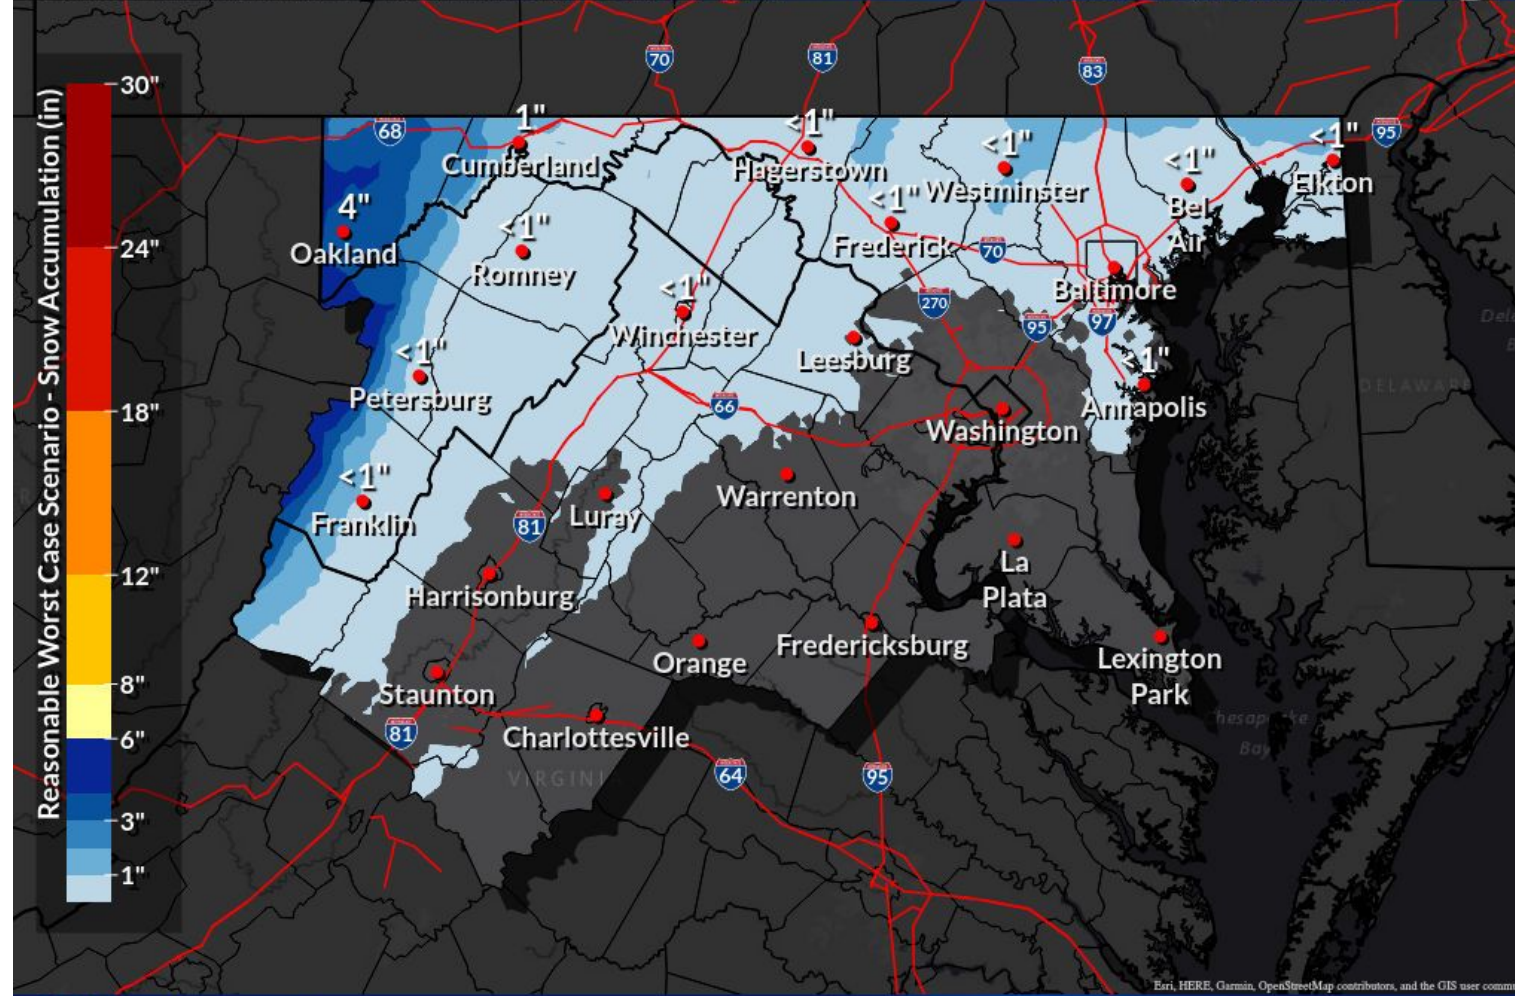 Reasonable Worst Case Scenario - Snow Accumulation (in)
30"
24"
18"
12"
8"
6"
3"
1"
70
81
83
95
68
1"
Cumberland
<1"
Hagerstown
<1"
Westminster
<1"
Bel
Air
<1"
Elkton
4"
Oakland
<1"
Romney
<1"
Frederick
70
Baltimore
<1"
Winchester
270
95
97
Leesburg
<1"
Petersburg
<1"
Annapolis
DELAWARE
66
Washington
<1"
Franklin
Luray
Warrenton
81
Harrisonburg
La
Plata
Orange
Fredericksburg
Lexington
Park
Staunton
81
Charlottesville
VIRGINI
64
95
Chesapeake
Bay
Esri, HERE, Garmin, OpenStreetMap contributors, and the GIS user comm